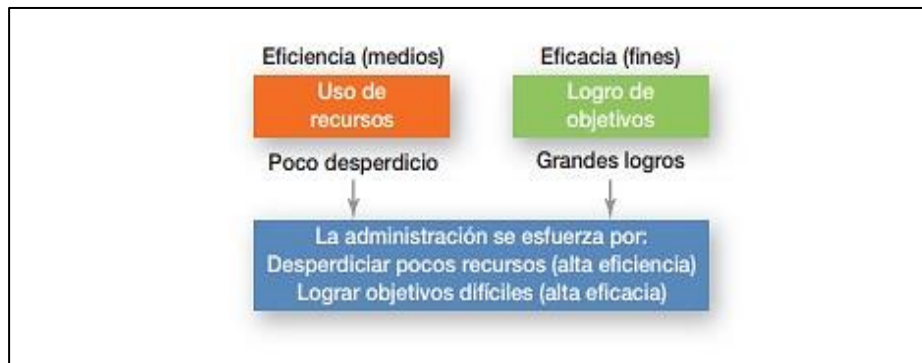 Eficiencia (medios)
Uso de
recursos
Poco desperdicio
Eficacia (fines)
Logro de
objetivos
Grandes logros
La administración se esfuerza por:
Desperdiciar pocos recursos (alta eficiencia)
Lograr objetivos difíciles (alta eficacia)